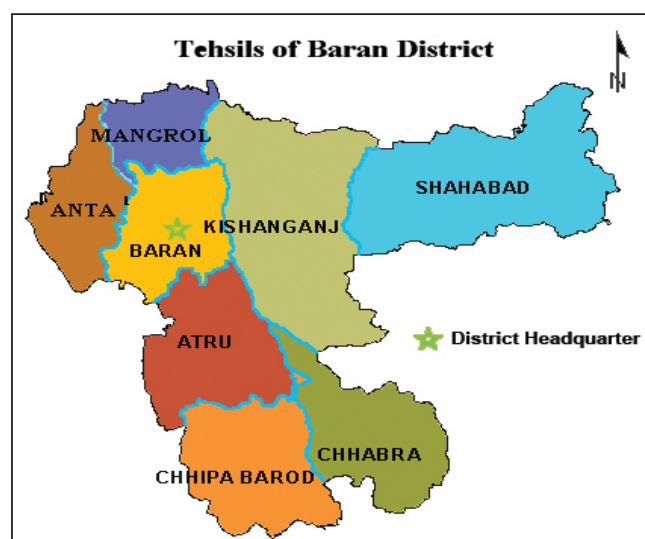 Tehsils of Baran District
N
MANGROL
SHAHABAD
ANTA
KISHANGANJ
BARAN
District Headquarter
ATRU
CHHABRA
CHHIPA BAROD